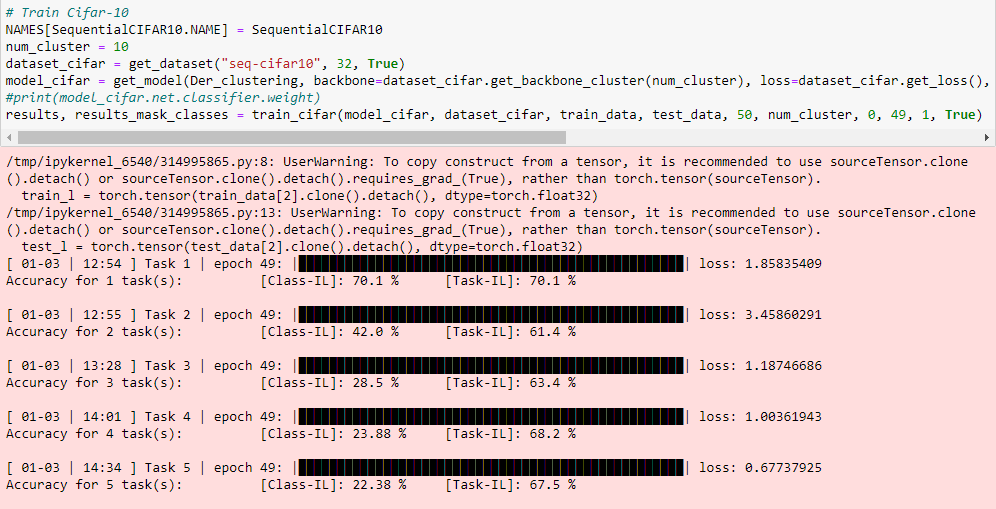 # Train Cifar-10
NAMES[SequentialCIFAR10.NAME] = SequentialCIFAR10
num_cluster = 10
dataset_cifar = get_dataset("seq-cifar10", 32, True)
model_cifar = get_model(Der_clustering, backbone=dataset_cifar.get_backbone_cluster(num_cluster), loss=dataset_cifar.get_loss(),
#print(model_cifar.net.classifier.weight)
results, results_mask_classes = train_cifar(model_cifar, dataset_cifar, train_data, test_data, 50, num_cluster, 0, 49, 1, True)
/tmp/ipykernel_6540/314995865.py:8: UserWarning: To copy construct from a tensor, it is recommended to use sourceTensor.clone
().detach() or sourceTensor.clone().detach().requires_grad_(True), rather than torch.tensor(sourceTensor).
  train_l = torch.tensor(train_data[2].clone().detach(), dtype=torch.float32)
/tmp/ipykernel_6540/314995865.py:13: UserWarning: To copy construct from a tensor, it is recommended to use sourceTensor.clone
().detach() or sourceTensor.clone().detach().requires_grad_(True), rather than torch.tensor(sourceTensor).
  test_l = torch.tensor(test_data[2].clone().detach(), dtype=torch.float32)
[ 01-03 | 12:54 ] Task 1 | epoch 49: || loss: 1.85835409
Accuracy for 1 task(s): [Class-IL]: 70.1 % [Task-IL]: 70.1 %
[ 01-03 | 12:55 ] Task 2 | epoch 49: || loss: 3.45860291
Accuracy for 2 task(s): [Class-IL]: 42.0 % [Task-IL]: 61.4 %
[ 01-03 | 13:28 ] Task 3 | epoch 49: || loss: 1.18746686
Accuracy for 3 task(s): [Class-IL]: 28.5 % [Task-IL]: 63.4 %
[ 01-03 | 14:01 ] Task 4 | epoch 49: || loss: 1.00361943
Accuracy for 4 task(s): [Class-IL]: 23.88 % [Task-IL]: 68.2 %
[ 01-03 | 14:34 ] Task 5 | epoch 49: || loss: 0.67737925
Accuracy for 5 task(s): [Class-IL]: 22.38 % [Task-IL]: 67.5 %